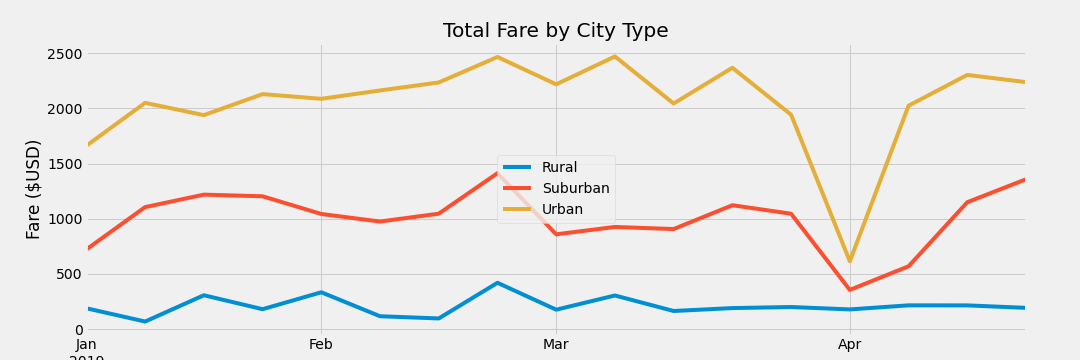 Total Fare by City Type
Fare ($USD)
2500
2000
1500
1000
500
0
Rural
Suburban
Urban
Jan
Feb
Mar
Apr
2019